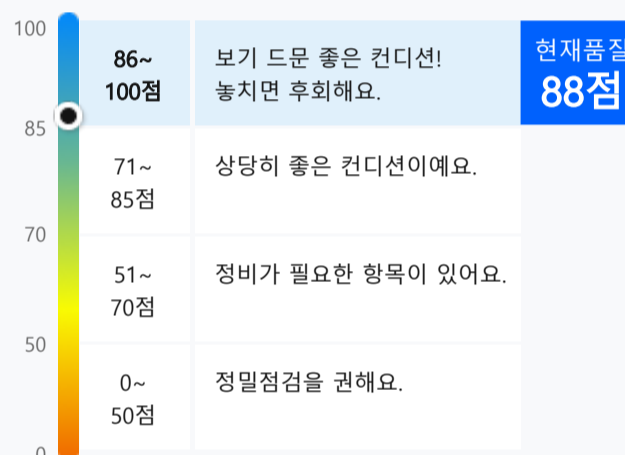 100
86~
100점
보기 드문 좋은 컨디션!
놓치면 후회해요.
현재품질
88점
85
71~
85점
상당히 좋은 컨디션이예요.
70
51~
70점
정비가 필요한 항목이 있어요.
50
0~
50점
정밀점검을 권해요.
0